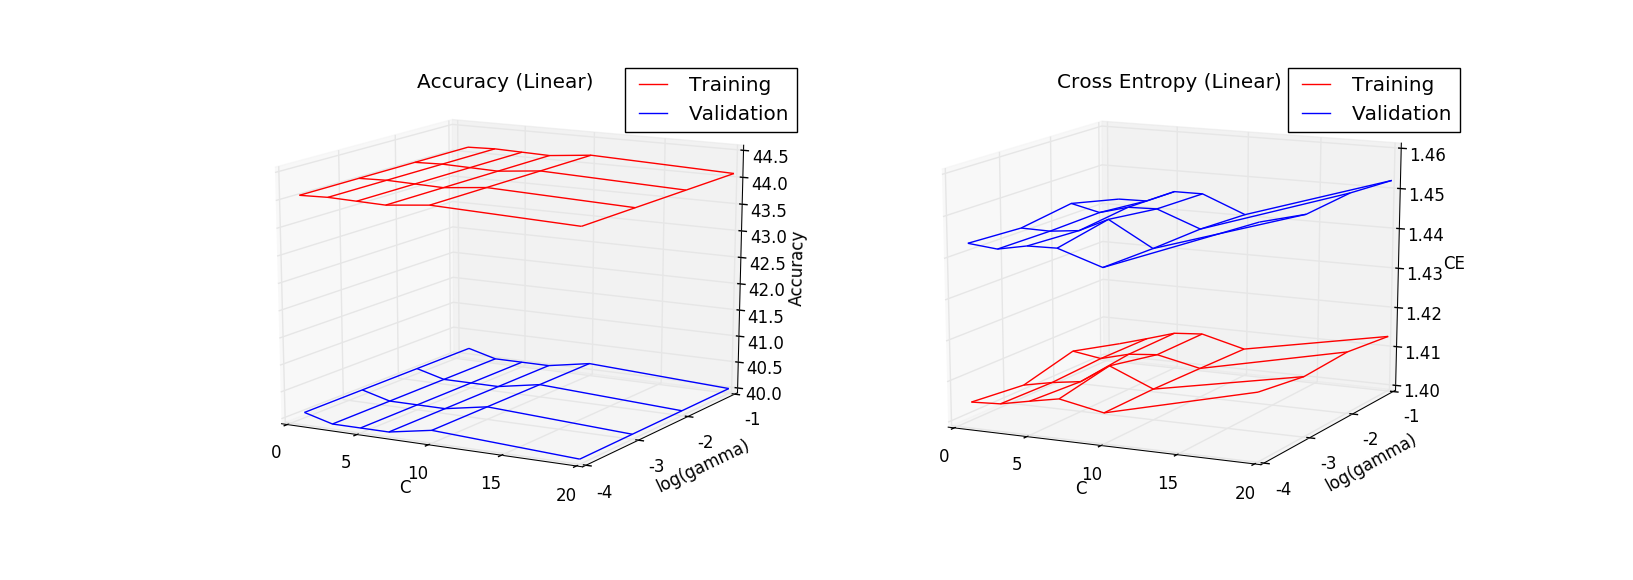 Accuracy (Linear)
Training
Validation
44.5
44.0
43.5
43.0
42.5
42.0
41.5
41.0
40.5
40.0
Accuracy
0
5
10
15
20
C
-4
-3
-2
-1
log(gamma)
Cross Entropy (Linear)
Training
Validation
1.46
1.45
1.44
1.43
1.42
1.41
1.40
CE
0
5
10
15
20
C
-4
-3
-2
-1
log(gamma)